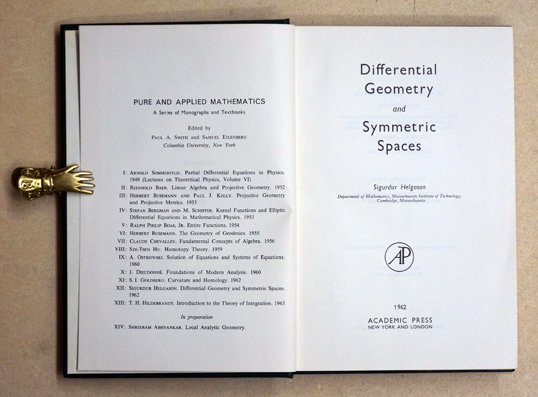 PURE AND APPLIED MATHEMATICS
A Series of Monographs and Textbooks
Edited by
PAUL A. SMITH and SAMUEL EILENBERG
Columbia University, New York
I: ARNOLD SOMMERFELD. Partial Differential Equations in Physics.
1949 (Lectures on Theoretical Physics, Volume VI)
II: REINHOLD BAER. Linear Algebra and Projective Geometry. 1952
III: HERBERT BUSEMANN AND PAUL J. KELLY. Projective Geometry
and Projective Metrics. 1953
IV: STEFAN BERGMAN AND M. SCHIFFER. Kernel Functions and Elliptic
Differential Equations in Mathematical Physics. 1953
V: RALPH PHILIP BOAS, JR. Entire Functions. 1954
VI: HERBERT BUSEMANN. The Geometry of Geodesics. 1955
VII: CLAUDE CHEVALLEY. Fundamental Concepts of Algebra. 1956
VIII: SZE-TSEN HU. Homotopy Theory. 1959
IX: A. OSTROWSKI. Solution of Equations and Systems of Equations.
1960
X: J. DIEUDONNÉ. Foundations of Modern Analysis. 1960
XI: S. I. GOLDBERG. Curvature and Homology. 1962
XII: SIGURDUR HELGASON. Differential Geometry and Symmetric Spaces.
1962
XIII: T. H. HILDEBRANDT. Introduction to the Theory of Integration. 1963
In preparation
XIV: SHREERAM ABHYANKAR. Local Analytic Geometry.
Differential
Geometry
and
Symmetric
Spaces
Sigurdur Helgason
Department of Mathematics, Massachusetts Institute of Technology,
Cambridge, Massachusetts
AP
1962
ACADEMIC PRESS
NEW YORK AND LONDON